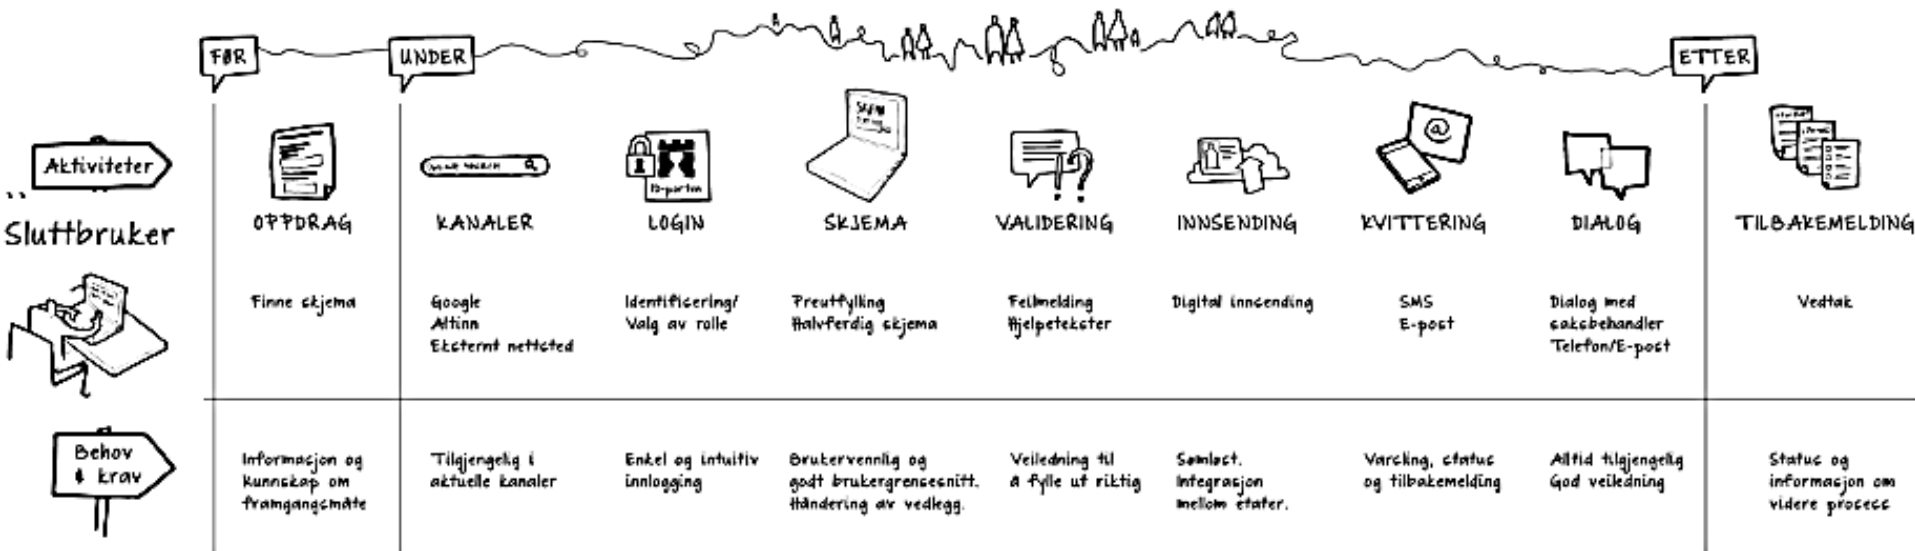 FØR
UNDER
ETTER
Aktiviteter
Sluttbruker
ID-porten
OPPDRAG
KANALER
LOGIN
SKJEMA
VALIDERING
INNSENDING
KVITTERING
DIALOG
TILBAKEMELDING
Finne skjema
Google
Altinn
Eksternt nettsted
Identifisering/
Valg av rolle
Preutfylling
Halvferdig skjema
Feilmelding
Hjelpetekster
Digital innsending
SMS
E-post
Dialog med
saksbehandler
Telefon/E-post
Vedtak
Behov
& krav
Informasjon og
kunnskap om
framgangsmåte
Tilgjengelig i
aktuelle kanaler
Enkel og intuitiv
innlogging
Brukervennlig og
godt brukergrensesnitt.
Håndering av vedlegg.
Veiledning til
å fylle ut riktig
Sømløst.
Integrasjon
mellom etater.
Varsling, status
og tilbakemelding
Alltid tilgjengelig
God veiledning
Status og
informasjon om
videre prosess